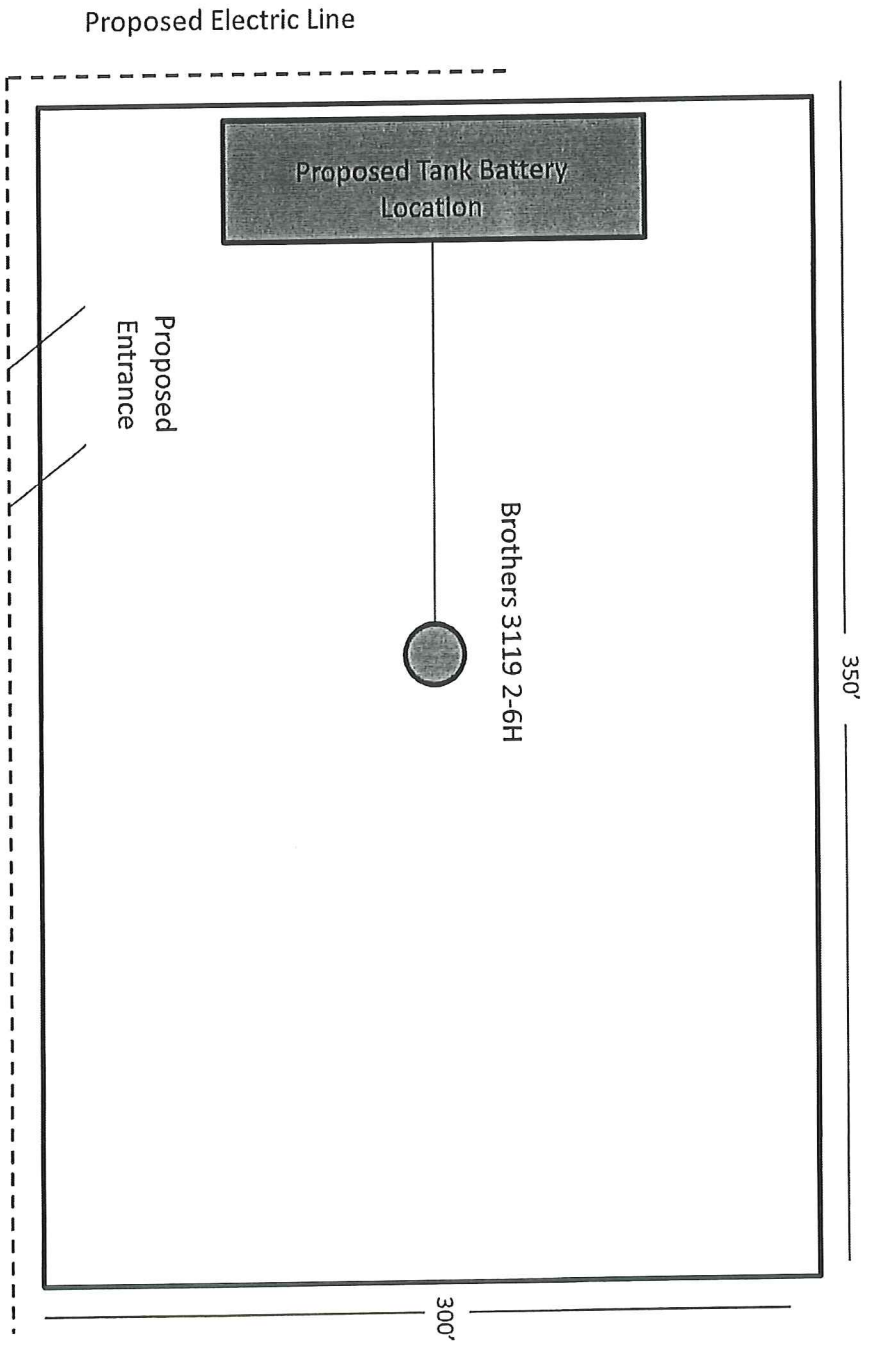 Proposed Electric Line
Proposed Tank Battery
Location
Proposed
Entrance
Brothers 3119 2-6H
350'
300'